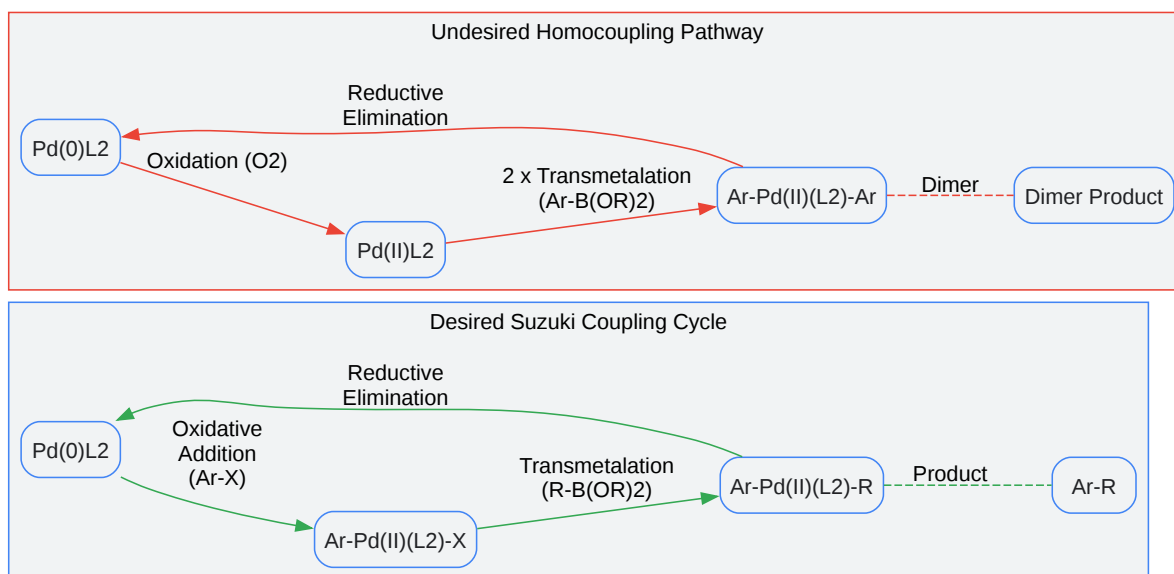 Undesired Homocoupling Pathway
Reductive
Elimination
Pd(0)L2
Oxidation (O2)
2 x Transmetalation
(Ar-B(OR)2)
Ar-Pd(II)(L2)-Ar
Dimer
Dimer Product
Pd(II)L2
Desired Suzuki Coupling Cycle
Reductive
Elimination
Pd(0)L2
Oxidative
Addition
(Ar-X)
Transmetalation
(R-B(OR)2)
Ar-Pd(II)(L2)-R
Product
Ar-R
Ar-Pd(II)(L2)-X